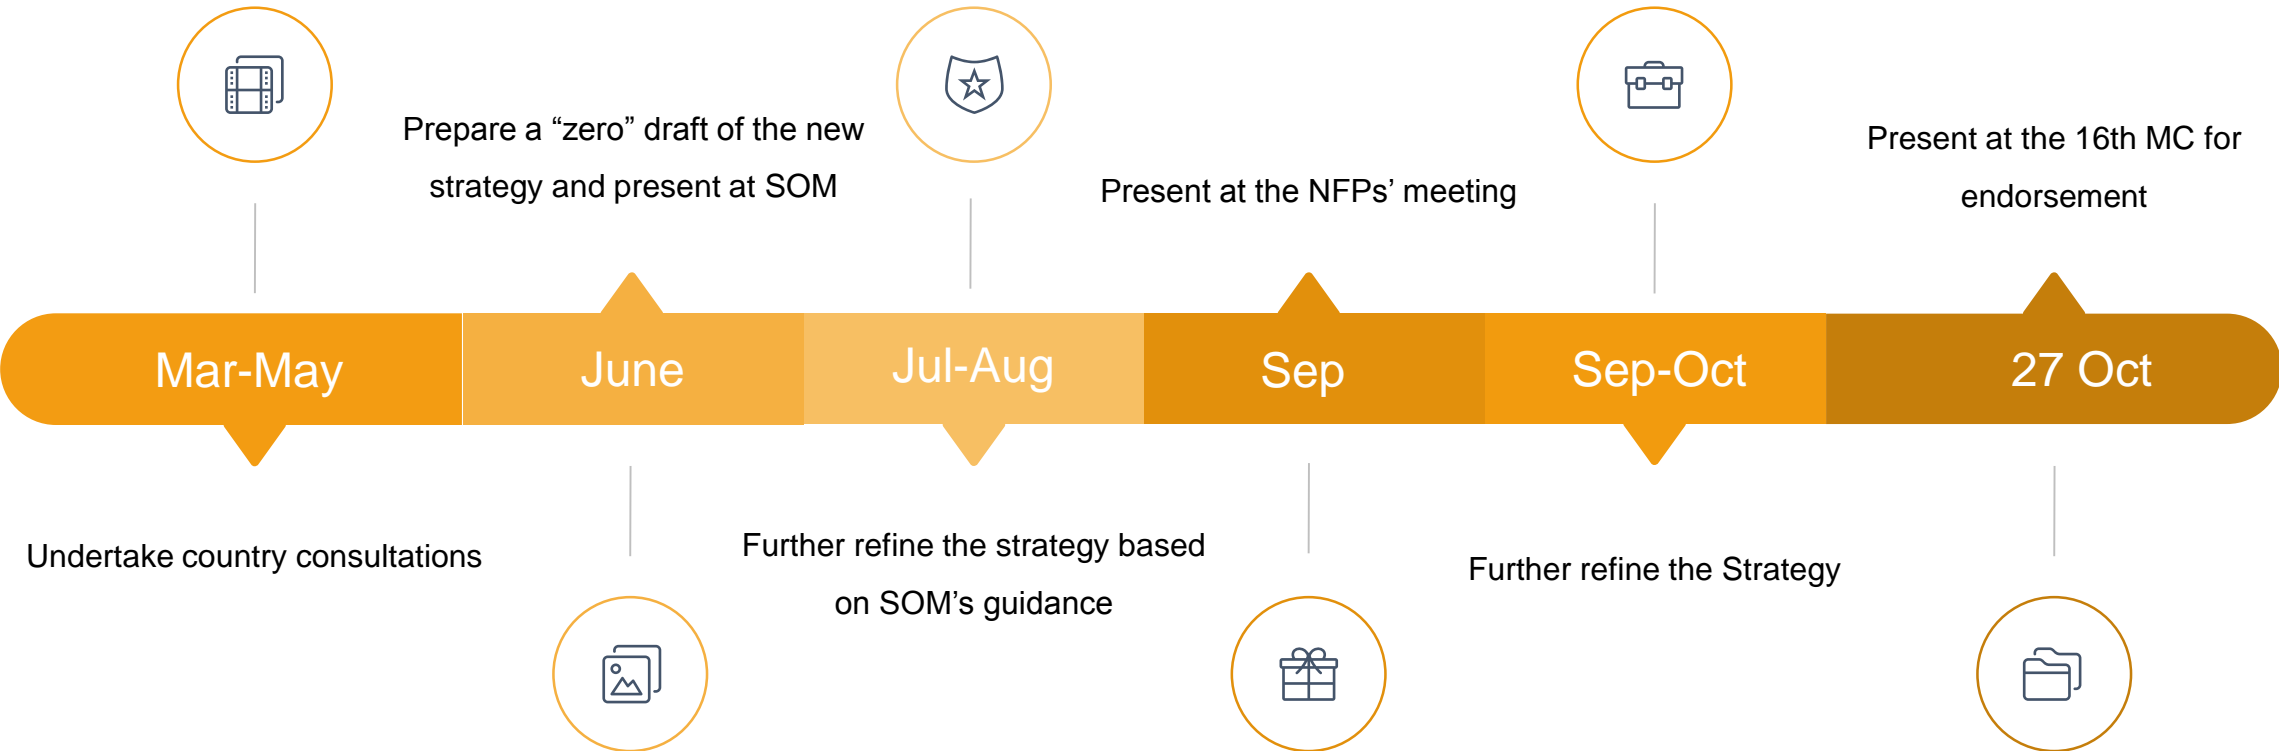 Prepare a “zero” draft of the new
strategy and present at SOM
Present at the NFPs’ meeting
Present at the 16th MC for
endorsement
Mar-May
June
Jul-Aug
Sep
Sep-Oct
27 Oct
Undertake country consultations
Further refine the strategy based
on SOM’s guidance
Further refine the Strategy